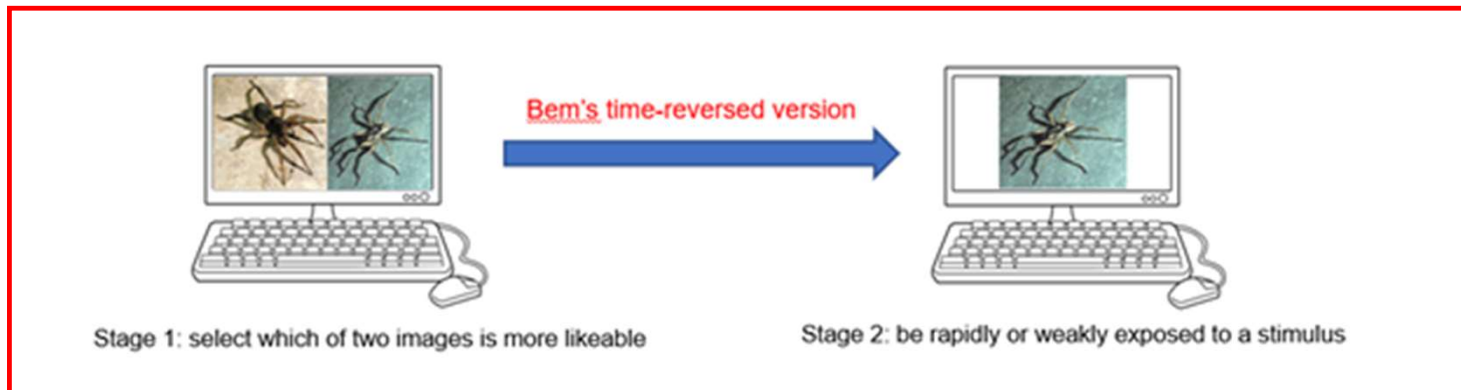 Bem's time-reversed version
Stage 1: select which of two images is more likeable
Stage 2: be rapidly or weakly exposed to a stimulus